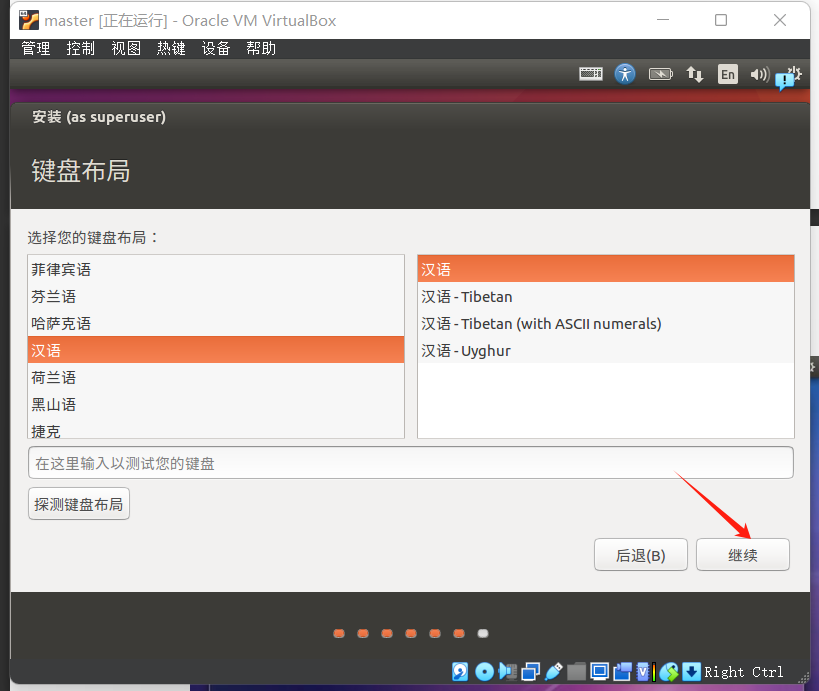 master [正在运行] - Oracle VM VirtualBox
管理 控制 视图 热键 设备 帮助
En
安装 (as superuser)
键盘布局
选择您的键盘布局：
菲律宾语
芬兰语
哈萨克语
汉语
荷兰语
黑山语
捷克
汉语
汉语 - Tibetan
汉语 - Tibetan (with ASCII numerals)
汉语 - Uyghur
在这里输入以测试您的键盘
探测键盘布局
后退(B) 继续
Right Ctrl